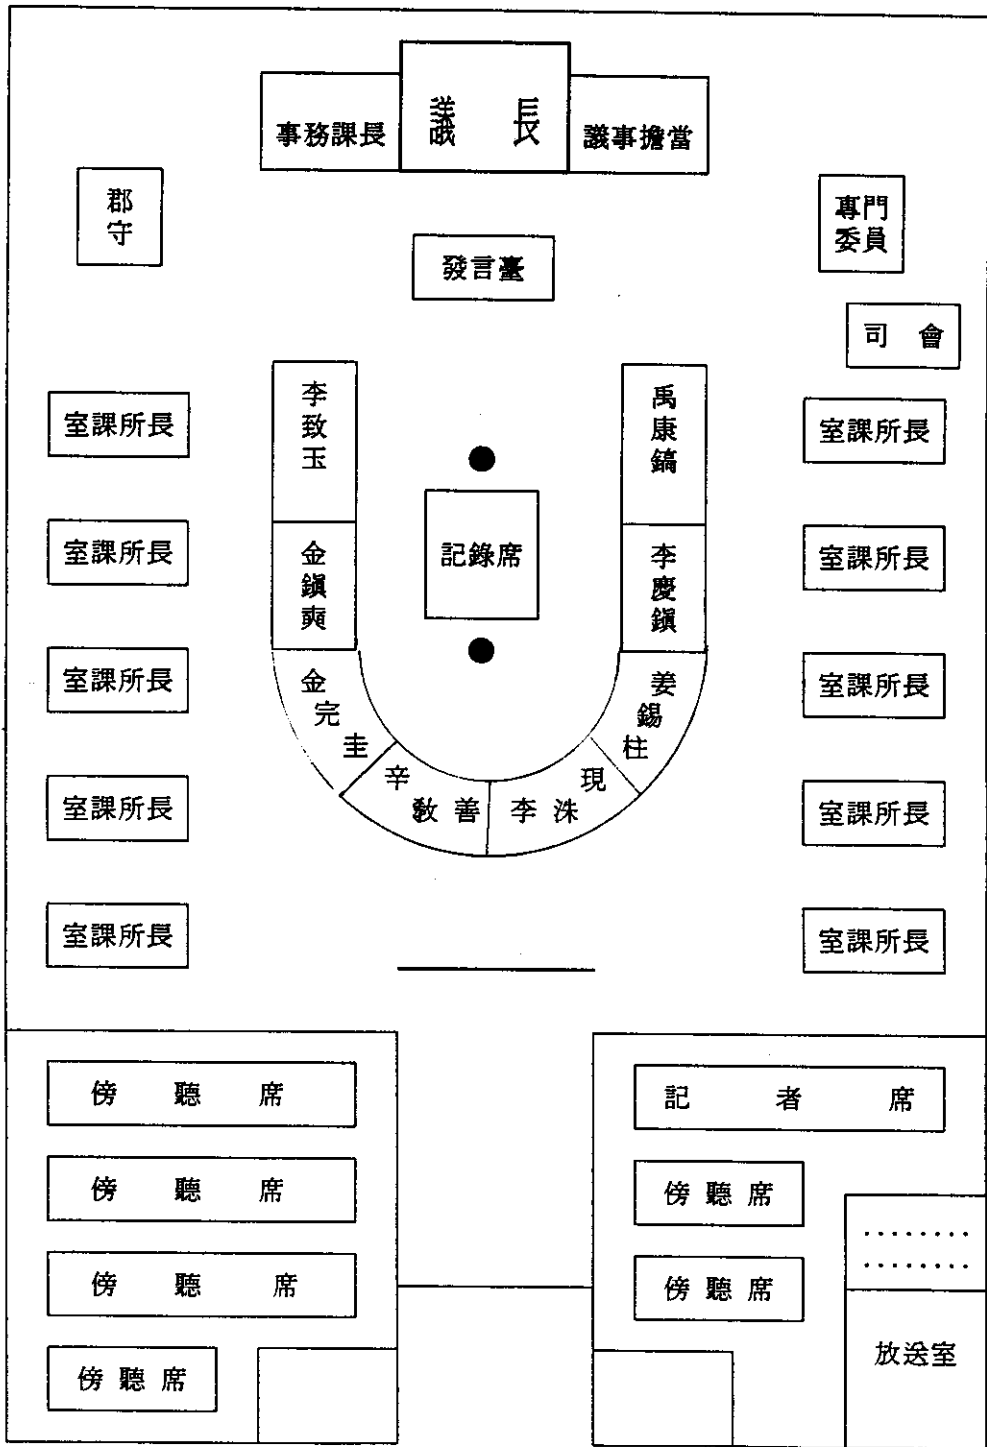 議 長
事務課長
議事擔當
郡守
專門
委員
發言臺
司 會
李致玉
禹康鎬
金鎭奭
記錄席
李慶鎭
金完圭
辛敎善
李洙現
姜錫柱
室課所長
室課所長
室課所長
室課所長
室課所長
室課所長
室課所長
室課所長
室課所長
室課所長
傍 聽 席
傍 聽 席
傍 聽 席
傍 聽 席
記 者 席
傍 聽 席
傍 聽 席
放送室